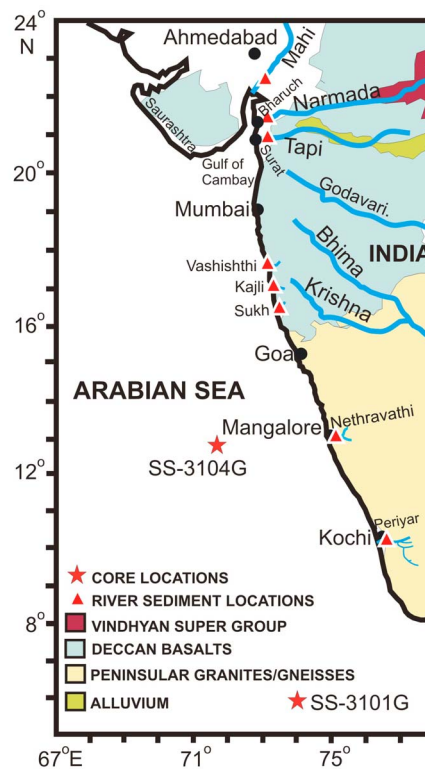 24°
N
20°
16°
12°
8°
67°E
71°
75°
Ahmedabad
Mahi
Saurashtra
Bharuch
Narmada
Gulf of
Cambay
Surat
Tapi
Godavari.
Mumbai
Bhima
INDIA
Vashishthi
Kajli
Krishna
Sukh
Goa
ARABIAN SEA
Mangalore
Nethravathi
SS-3104G
Kochi
Periyar
CORE LOCATIONS
RIVER SEDIMENT LOCATIONS
VINDHYAN SUPER GROUP
DECCAN BASALTS
PENINSULAR GRANITES/GNEISSES
ALLUVIUM
SS-3101G